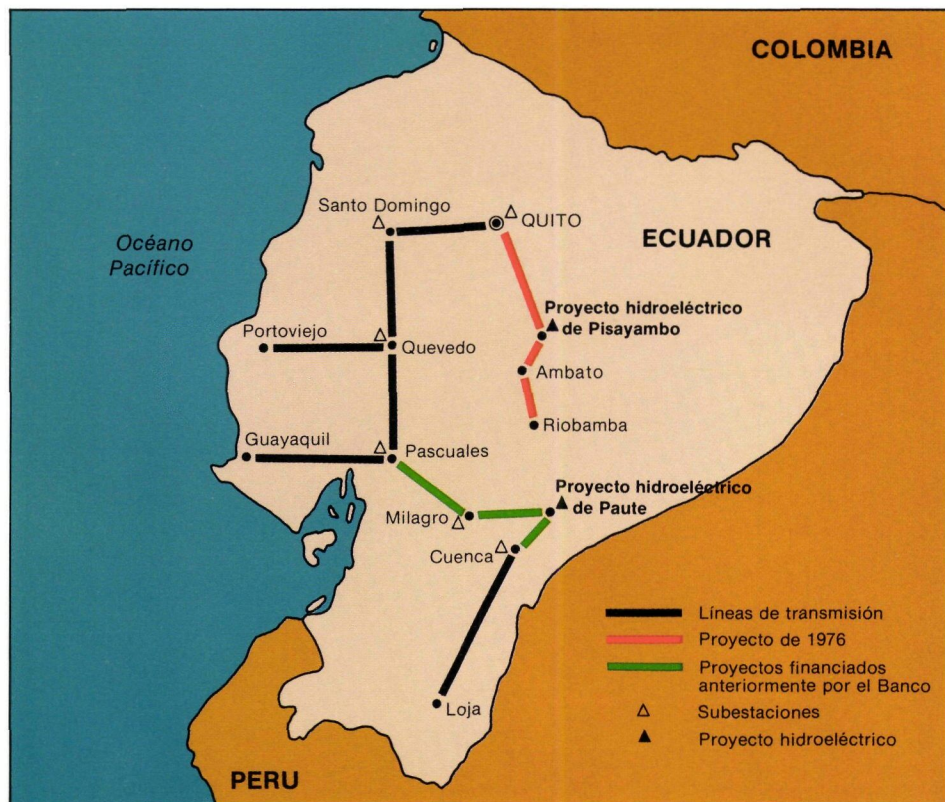 COLOMBIA
Santo Domingo
QUITO
ECUADOR
Océano
Pacífico
Proyecto hidroeléctrico
de Pisayambo
Portoviejo
Quevedo
Ambato
Riobamba
Guayaquil
Pascuales
Proyecto hidroeléctrico
de Paute
Milagro
Cuenca
Loja
PERU
Líneas de transmisión
Proyecto de 1976
Proyectos financiados
anteriormente por el Banco
Subestaciones
Proyecto hidroeléctrico